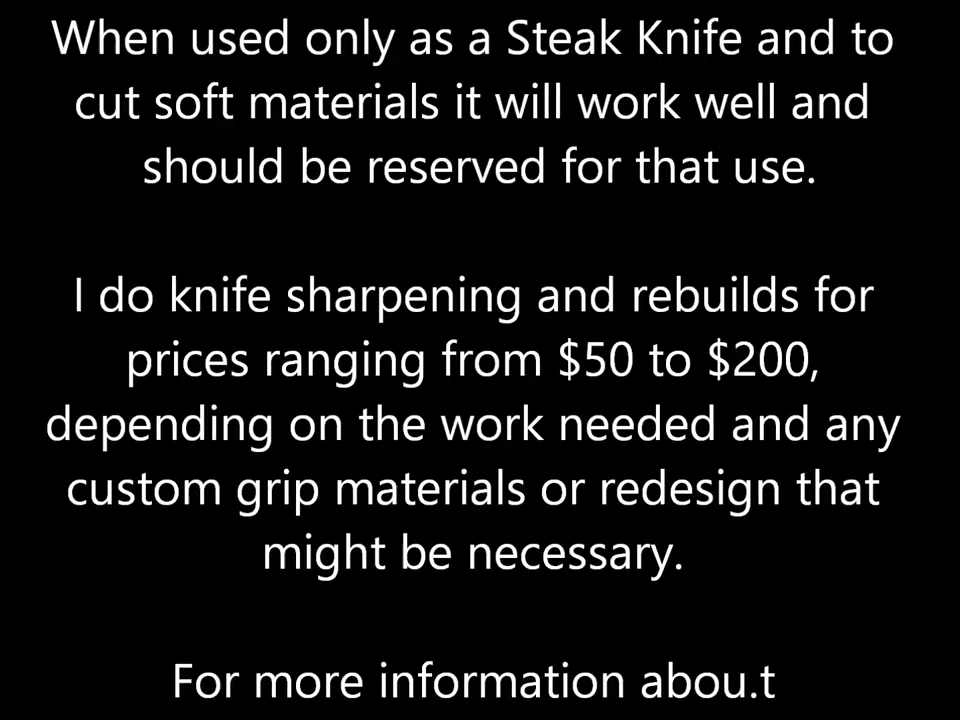 When used only as a Steak Knife and to
cut soft materials it will work well and
should be reserved for that use.
I do knife sharpening and rebuilds for
prices ranging from $50 to $200,
depending on the work needed and any
custom grip materials or redesign that
might be necessary.
For more information abou.t